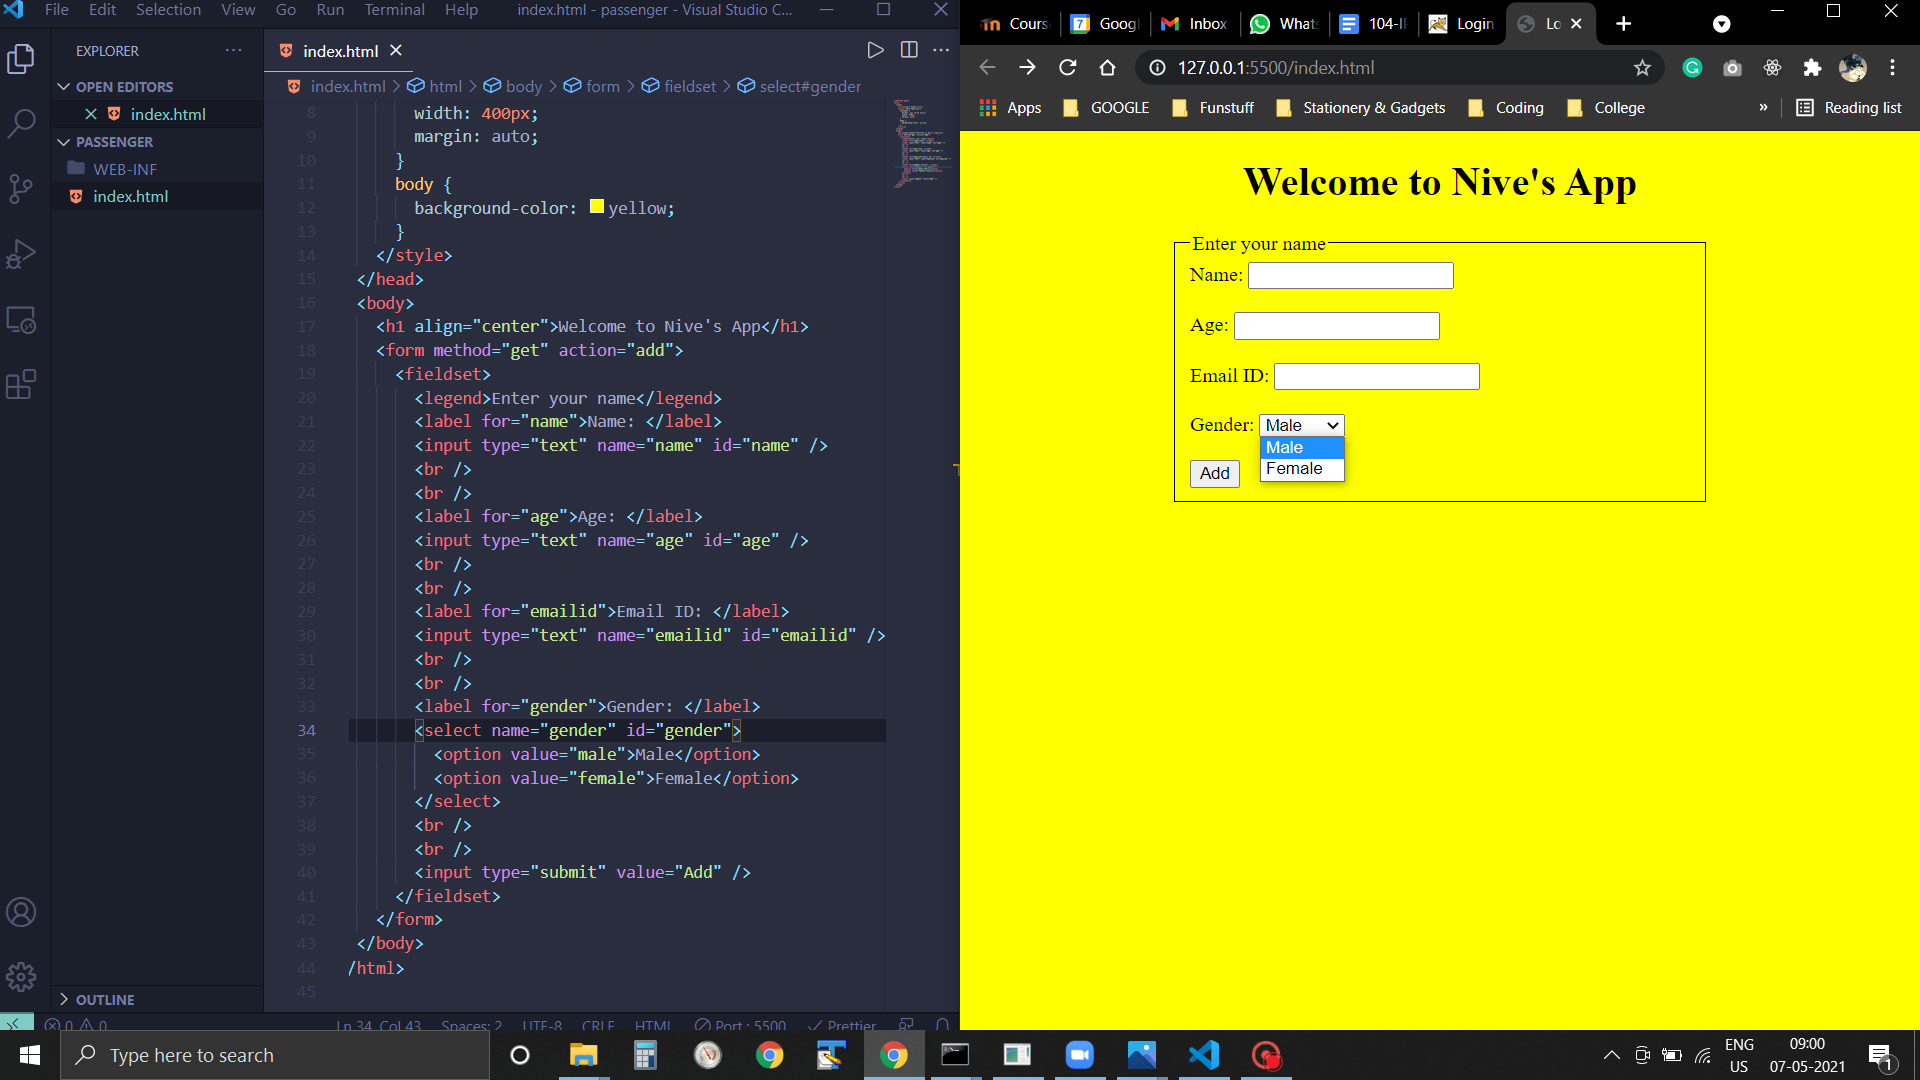 File Edit Selection View Go Run Terminal Help index.html - passenger - Visual Studio C...
EXPLORER
OPEN EDITORS
index.html
PASSENGER
WEB-INF
index.html
OUTLINE
index.html
index.html > html > body > form > fieldset > select#gender
8 width: 400px;
9 margin: auto;
10 }
11 body {
12 background-color: yellow;
13 }
14 </style>
15 </head>
16 <body>
17 <h1 align="center">Welcome to Nive's App</h1>
18 <form method="get" action="add">
19 <fieldset>
20 <legend>Enter your name</legend>
21 <label for="name">Name: </label>
22 <input type="text" name="name" id="name" />
23 <br />
24 <br />
25 <label for="age">Age: </label>
26 <input type="text" name="age" id="age" />
27 <br />
28 <br />
29 <label for="emailid">Email ID: </label>
30 <input type="text" name="emailid" id="emailid" />
31 <br />
32 <br />
33 <label for="gender">Gender: </label>
34 <select name="gender" id="gender">
35 <option value="male">Male</option>
36 <option value="female">Female</option>
37 </select>
38 <br />
39 <br />
40 <input type="submit" value="Add" />
41 </fieldset>
42 </form>
43 </body>
44 /html>
45
0 0 Ln 34, Col 43 Spaces: 2 UTF-8 CRLF HTML Port : 5500 Prettier
Cours Goog Inbox Whats 104-IF Login Lo
127.0.0.1:5500/index.html
Apps GOOGLE Funstuff Stationery & Gadgets Coding College » Reading list
Welcome to Nive's App
Enter your name
Name:
Age:
Email ID:
Gender: Male
Male
Female
Add
Type here to search
ENG
US
09:00
07-05-2021
1